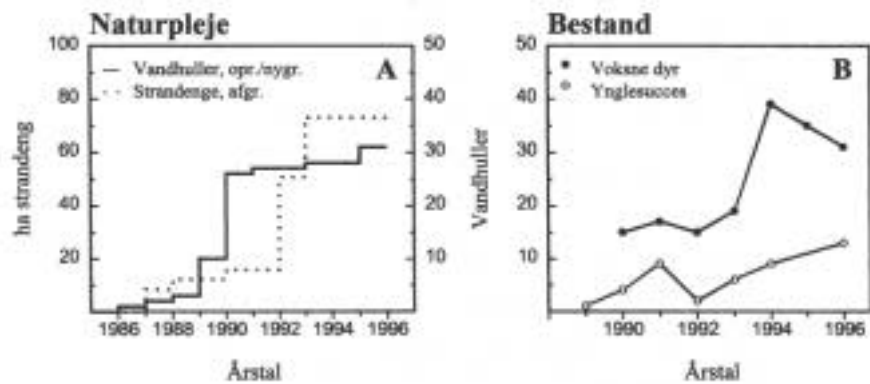 Naturpleje
100
80
60
40
20
50
40
30
20
10
Vandhuller, opr./nygr.
Strandenge, afgr.
A
ha strandeng
Vandhuller
1986 1988 1990 1992 1994 1996
Årstal
Bestand
50
40
30
20
10
Voksne dyr
Ynglesucces
B
1990 1992 1994 1996
Årstal